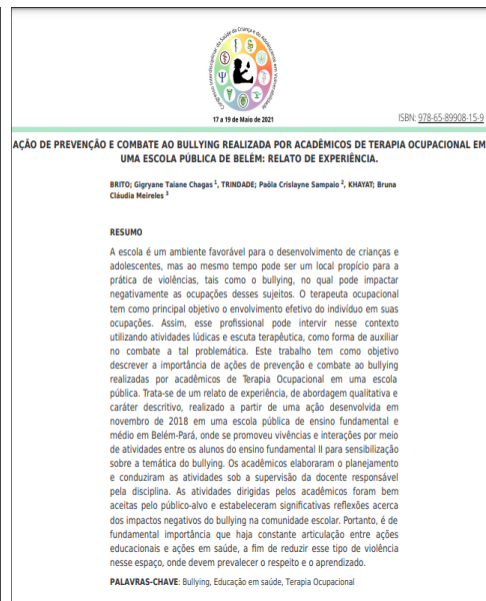 Congresso Interdisciplinar da Saúde da Criança e do Adolescente em Vulnerabilidade
17 a 19 de Maio de 2021
ISBN: 978-65-89908-15-9
AÇÃO DE PREVENÇÃO E COMBATE AO BULLYING REALIZADA POR ACADÊMICOS DE TERAPIA OCUPACIONAL EM
UMA ESCOLA PÚBLICA DE BELÉM: RELATO DE EXPERIÊNCIA.
BRITO; Gigryane Taiane Chagas ¹, TRINDADE; Paôla Crislayne Sampaio ², KHAYAT; Bruna
Cláudia Meireles ³
RESUMO
A escola é um ambiente favorável para o desenvolvimento de crianças e
adolescentes, mas ao mesmo tempo pode ser um local propício para a
prática de violências, tais como o bullying, no qual pode impactar
negativamente as ocupações desses sujeitos. O terapeuta ocupacional
tem como principal objetivo o envolvimento efetivo do indivíduo em suas
ocupações. Assim, esse profissional pode intervir nesse contexto
utilizando atividades lúdicas e escuta terapêutica, como forma de auxiliar
no combate a tal problemática. Este trabalho tem como objetivo
descrever a importância de ações de prevenção e combate ao bullying
realizadas por acadêmicos de Terapia Ocupacional em uma escola
pública. Trata-se de um relato de experiência, de abordagem qualitativa e
caráter descritivo, realizado a partir de uma ação desenvolvida em
novembro de 2018 em uma escola pública de ensino fundamental e
médio em Belém-Pará, onde se promoveu vivências e interações por meio
de atividades entre os alunos do ensino fundamental II para sensibilização
sobre a temática do bullying. Os acadêmicos elaboraram o planejamento
e conduziram as atividades sob a supervisão da docente responsável
pela disciplina. As atividades dirigidas pelos acadêmicos foram bem
aceitas pelo público-alvo e estabeleceram significativas reflexões acerca
dos impactos negativos do bullying na comunidade escolar. Portanto, é de
fundamental importância que haja constante articulação entre ações
educacionais e ações em saúde, a fim de reduzir esse tipo de violência
nesse espaço, onde devem prevalecer o respeito e o aprendizado.
PALAVRAS-CHAVE: Bullying, Educação em saúde, Terapia Ocupacional